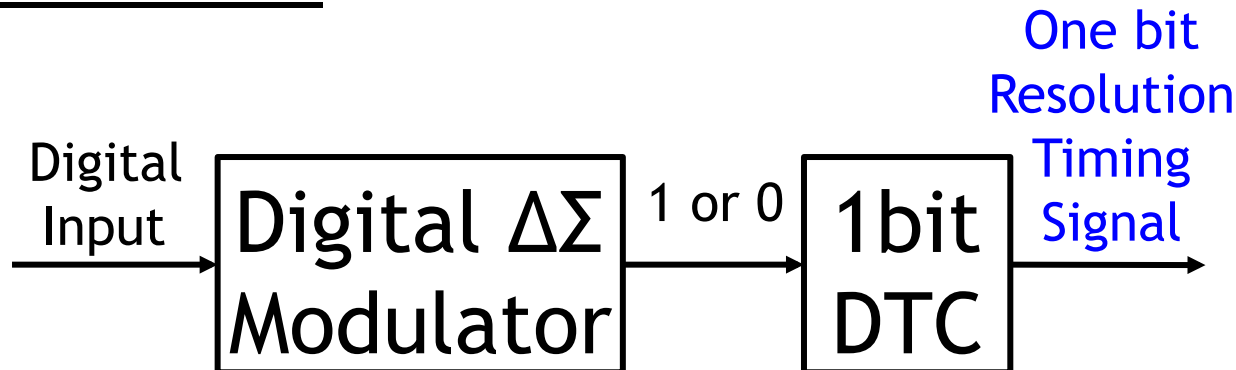 Digital
Input
Digital ΔΣ
Modulator
1 or 0
1bit
DTC
One bit
Resolution
Timing
Signal